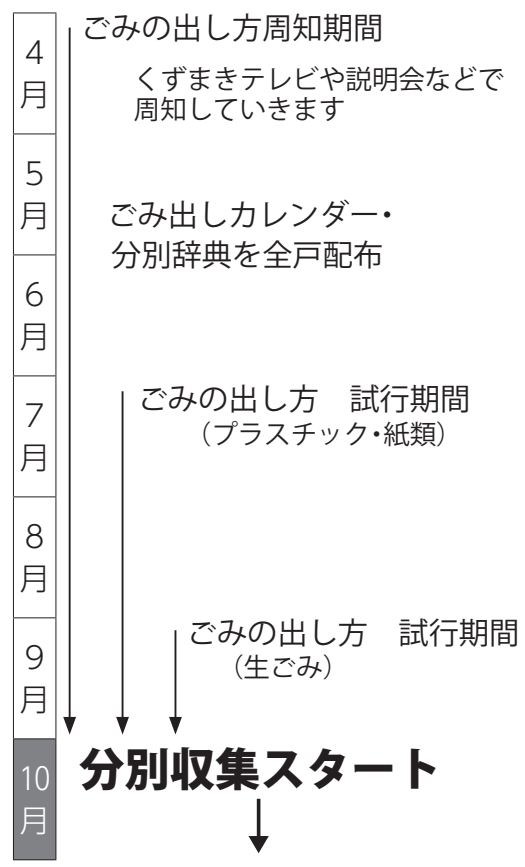 4月
ごみの出し方周知期間
くずまきテレビや説明会などで
周知していきます
5月
ごみ出しカレンダー・
分別辞典を全戸配布
6月
7月
ごみの出し方　試行期間
（プラスチック・紙類）
8月
9月
ごみの出し方　試行期間
（生ごみ）
10月
分別収集スタート